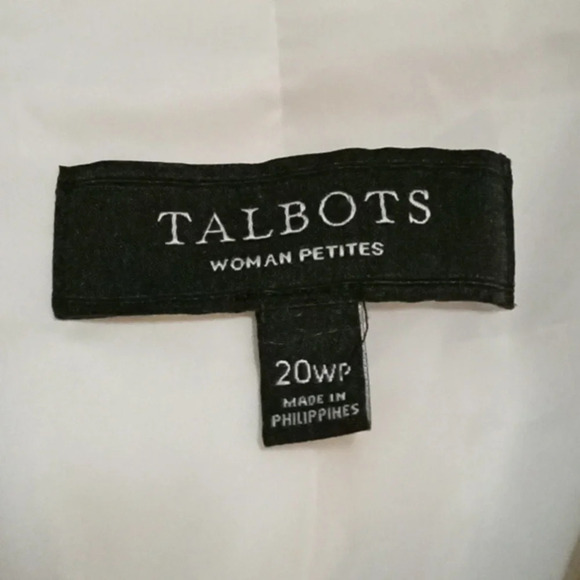 TALBOTS
WOMAN PETITES
20WP
MADE IN
PHILIPPINES